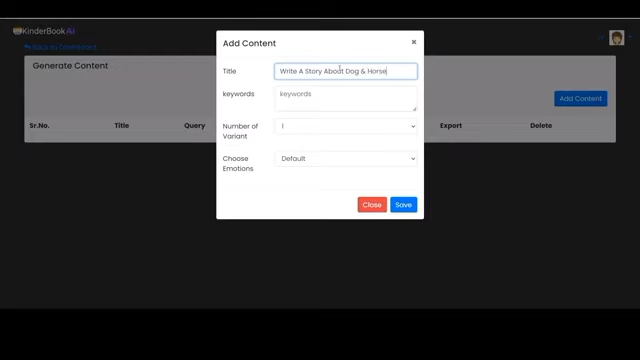 KinderBook Ai
Back to Dashboard
Generate Content
Add Content
Sr.No. Title Query Export Delete
Add Content ×
Title Write A Story About Dog & Horse
keywords keywords
Number of Variant 1
Choose Emotions Default
Close Save